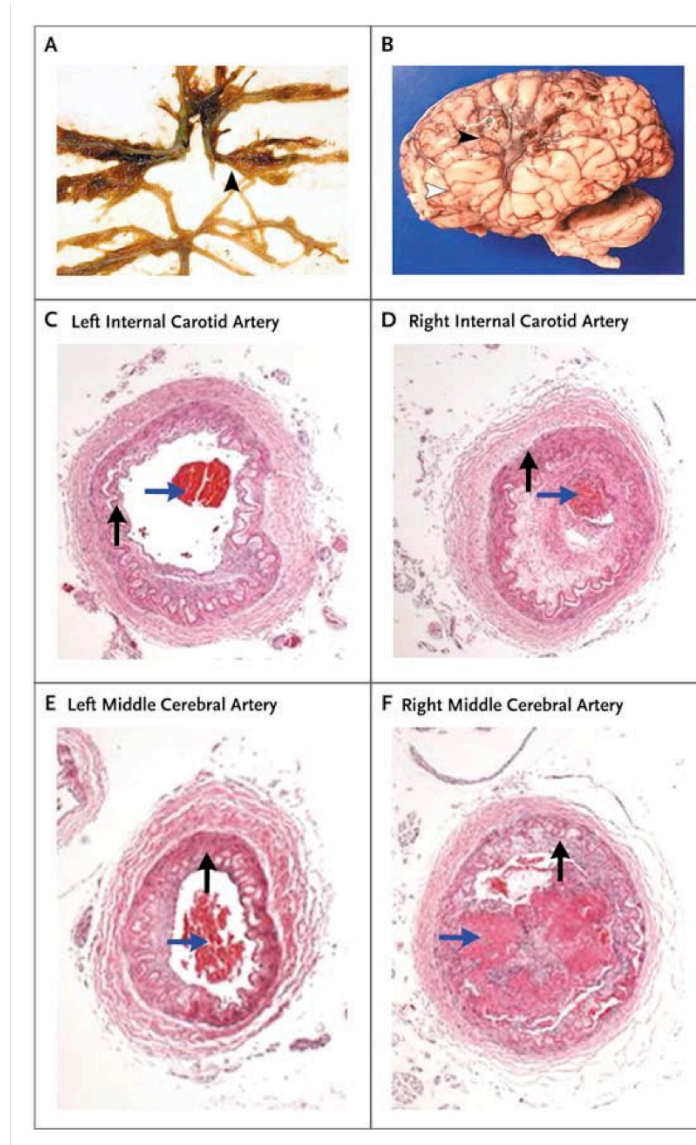 A
B
C Left Internal Carotid Artery
D Right Internal Carotid Artery
E Left Middle Cerebral Artery
F Right Middle Cerebral Artery